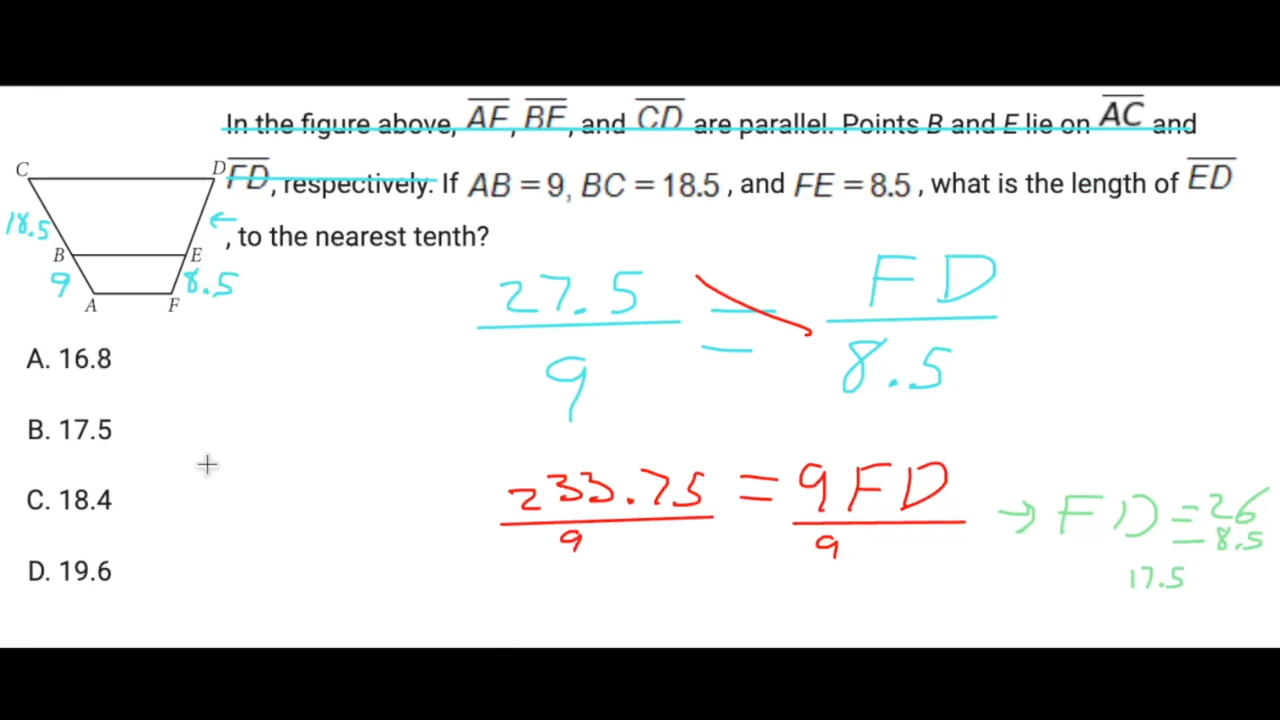 In the figure above, AF, BE, and CD are parallel. Points B and E lie on AC and
FD, respectively. If AB = 9, BC = 18.5, and FE = 8.5, what is the length of ED
, to the nearest tenth?
C
D
18.5
←
B
E
9
8.5
A
F
A. 16.8
B. 17.5
C. 18.4
D. 19.6
27.5 = FD
9 8.5
233.75 = 9FD
9 9
→ FD = 26
- 8.5
17.5